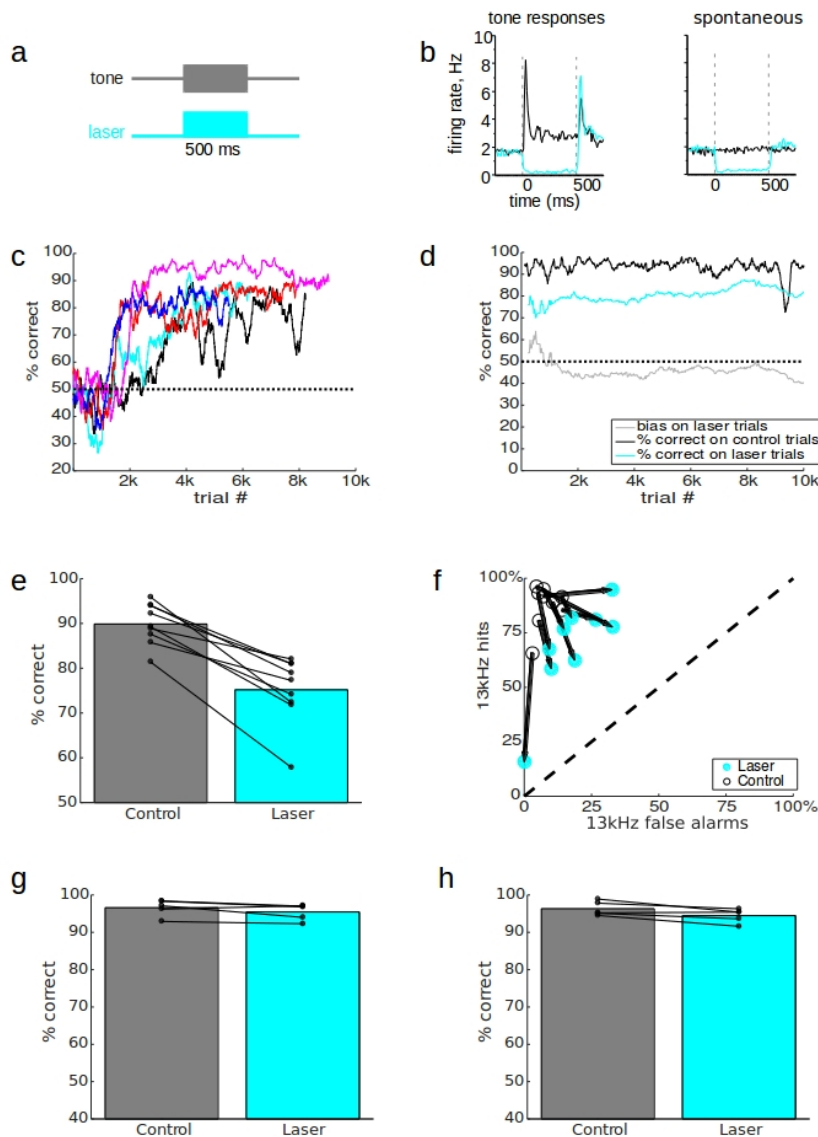 a
tone
laser
500 ms
b
tone responses
spontaneous
firing rate, Hz
10
8
6
4
2
0
0
500
0
500
time (ms)
c
100
90
80
70
60
50
40
30
20
% correct
2k
4k
6k
8k
10k
trial #
d
100
90
80
70
60
50
40
30
20
10
0
% correct
bias on laser trials
% correct on control trials
% correct on laser trials
2k
4k
6k
8k
10k
trial #
e
100
90
80
70
60
50
% correct
Control
Laser
f
100%
75
50
25
0
13kHz hits
Laser
Control
0
25
50
75
100%
13kHz false alarms
g
100
90
80
70
60
50
40
% correct
Control
Laser
h
100
90
80
70
60
50
40
% correct
Control
Laser